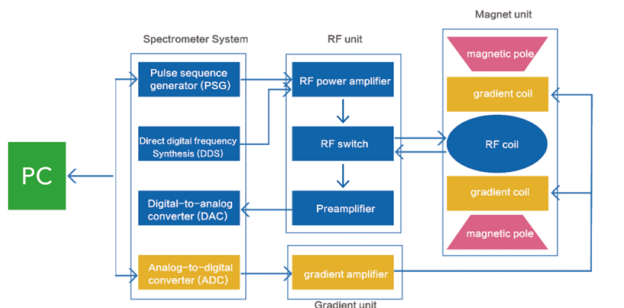 Magnet unit
Spectrometer System
RF unit
magnetic pole
Pulse sequence
generator (PSG)
RF power amplifier
gradient coil
Direct digital frequency
Synthesis (DDS)
RF switch
RF coil
PC
Digital-to-analog
converter (DAC)
Preamplifier
gradient coil
magnetic pole
Analog-to-digital
converter (ADC)
gradient amplifier
Gradient unit